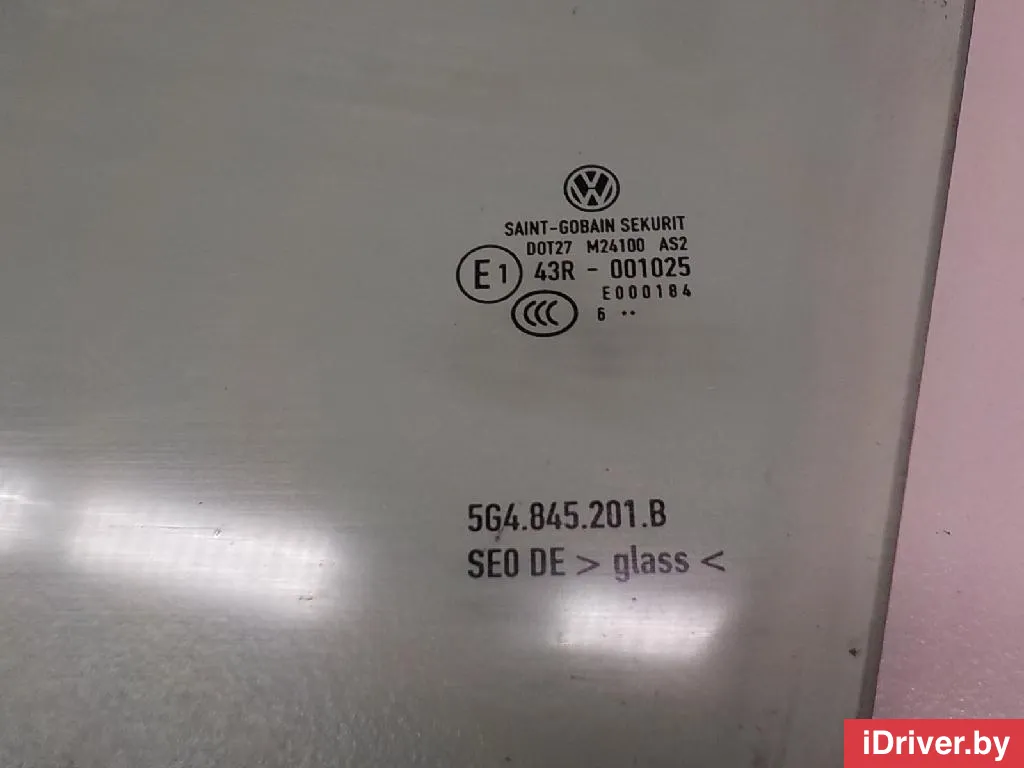 SAINT-GOBAIN SEKURIT
DOT27 M24100 AS2
E1 43R - 001025
E000184
CCC 6 ••
5G4.845.201.B
SEO DE > glass <
iDriver.by